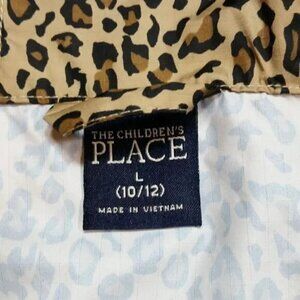 THE CHILDREN'S
PLACE
L
(10/12)
MADE IN VIETNAM